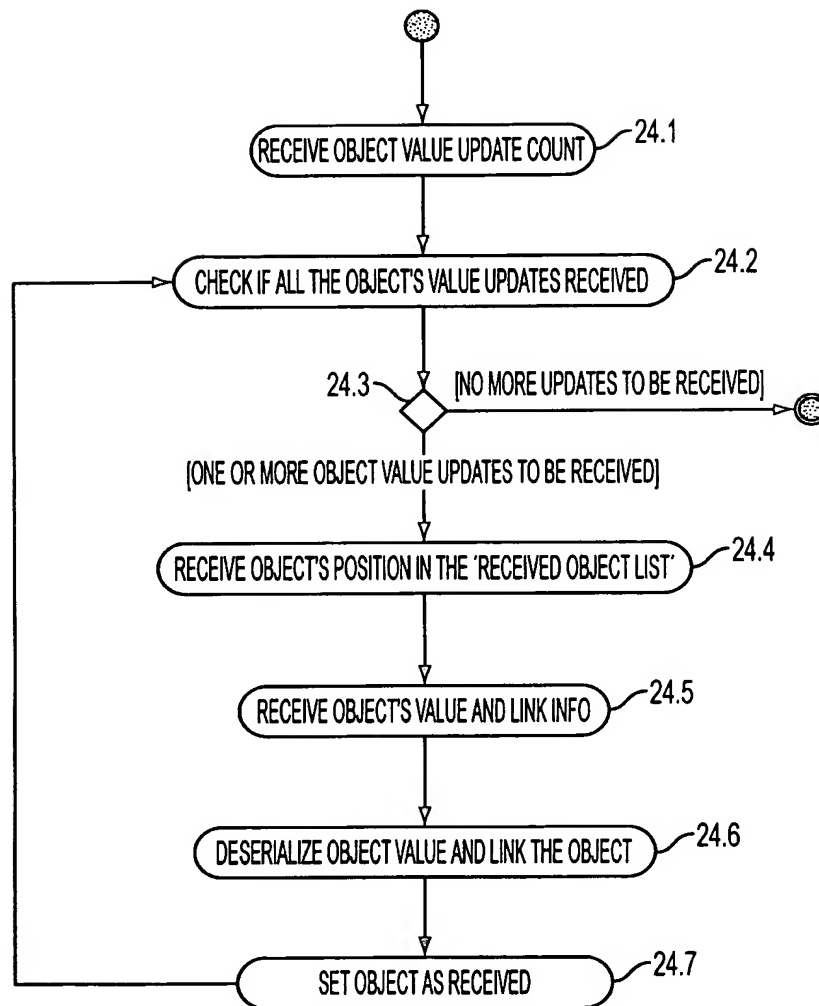 RECEIVE OBJECT VALUE UPDATE COUNT
24.1
CHECK IF ALL THE OBJECT'S VALUE UPDATES RECEIVED
24.2
24.3
[NO MORE UPDATES TO BE RECEIVED]
[ONE OR MORE OBJECT VALUE UPDATES TO BE RECEIVED]
RECEIVE OBJECT'S POSITION IN THE 'RECEIVED OBJECT LIST'
24.4
RECEIVE OBJECT'S VALUE AND LINK INFO
24.5
DESERIALIZE OBJECT VALUE AND LINK THE OBJECT
24.6
SET OBJECT AS RECEIVED
24.7